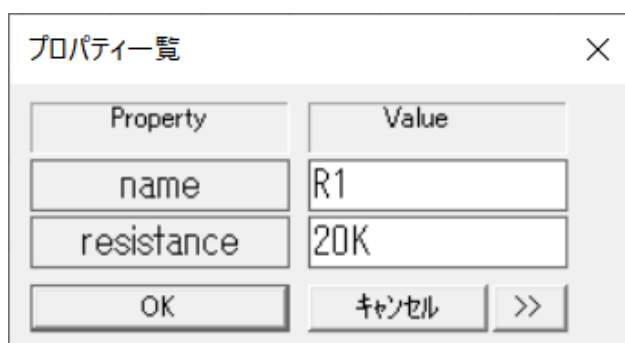 プロパティ一覧
Property Value
name R1
resistance 20K
OK ｷｬﾝｾﾙ >>